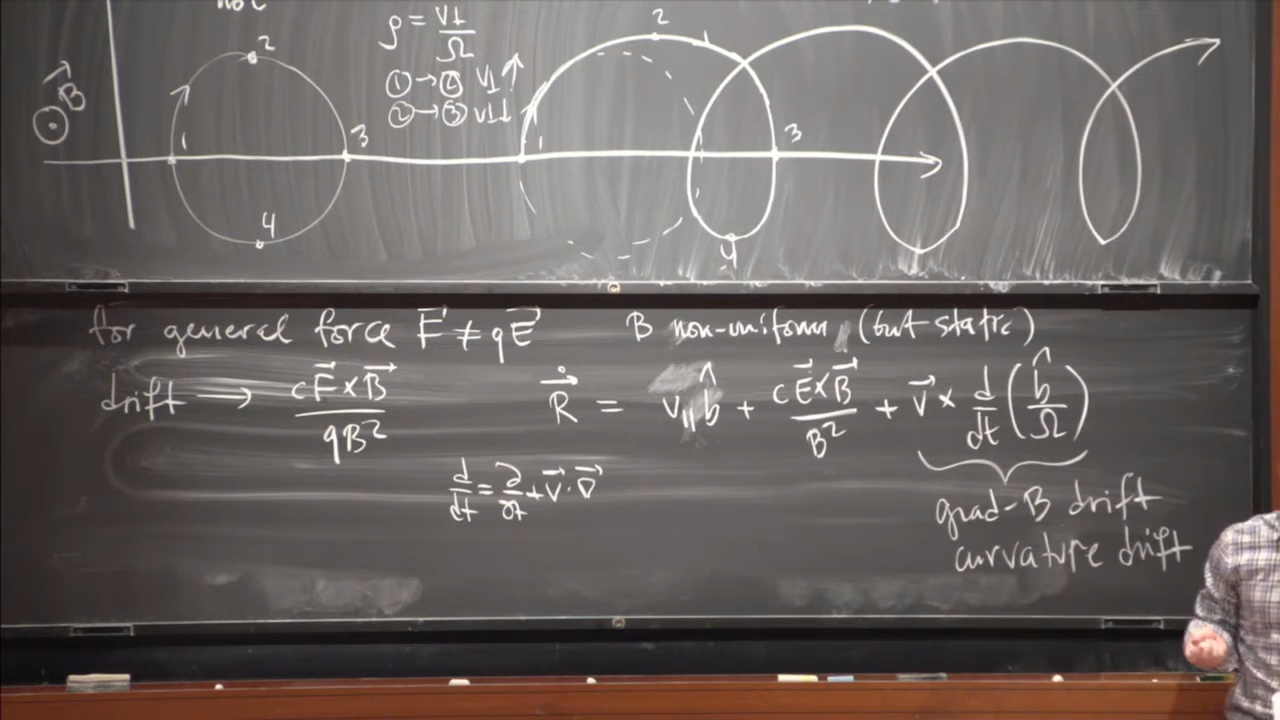 ρ = v⊥/Ω
① → ② v⊥ ↑
② → ③ v⊥ ↓
⊙ B⃗
1 2 3 4
1 2 3 4
for general force F⃗ ≠ qE⃗
drift → cF⃗×B⃗/qB²
B non-uniform (but static)
Ṙ⃗ = v∥ b̂ + cE⃗×B⃗/B² + v⃗ × d/dt (b̂/Ω)
d/dt = ∂/∂t + v⃗·∇⃗
grad-B drift
curvature drift